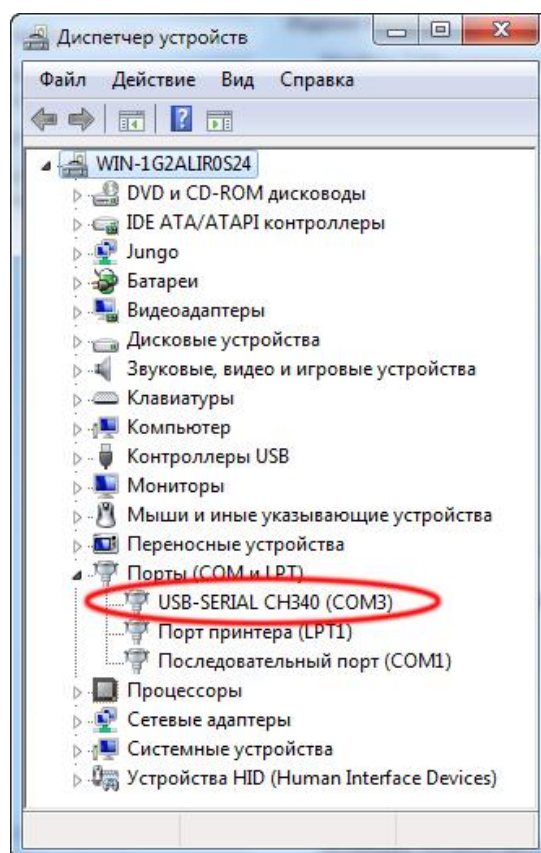 Диспетчер устройств
Файл Действие Вид Справка
WIN-1G2ALIR0S24
DVD и CD-ROM дисководы
IDE ATA/ATAPI контроллеры
Jungo
Батареи
Видеоадаптеры
Дисковые устройства
Звуковые, видео и игровые устройства
Клавиатуры
Компьютер
Контроллеры USB
Мониторы
Мыши и иные указывающие устройства
Переносные устройства
Порты (COM и LPT)
USB-SERIAL CH340 (COM3)
Порт принтера (LPT1)
Последовательный порт (COM1)
Процессоры
Сетевые адаптеры
Системные устройства
Устройства HID (Human Interface Devices)